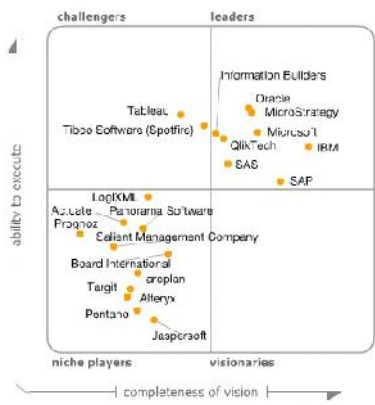 challengers
leaders
Information Builders
Oracle
Tableau
MicroStrategy
Tibco Software (Spotfire)
Microsoft
QlikTech
IBM
SAS
SAP
ability to execute
LogiXML
Actuate
Panorama Software
Prognoz
Salient Management Company
Board International
arcplan
Targit
Alteryx
Pentaho
Jaspersoft
niche players
visionaries
completeness of vision